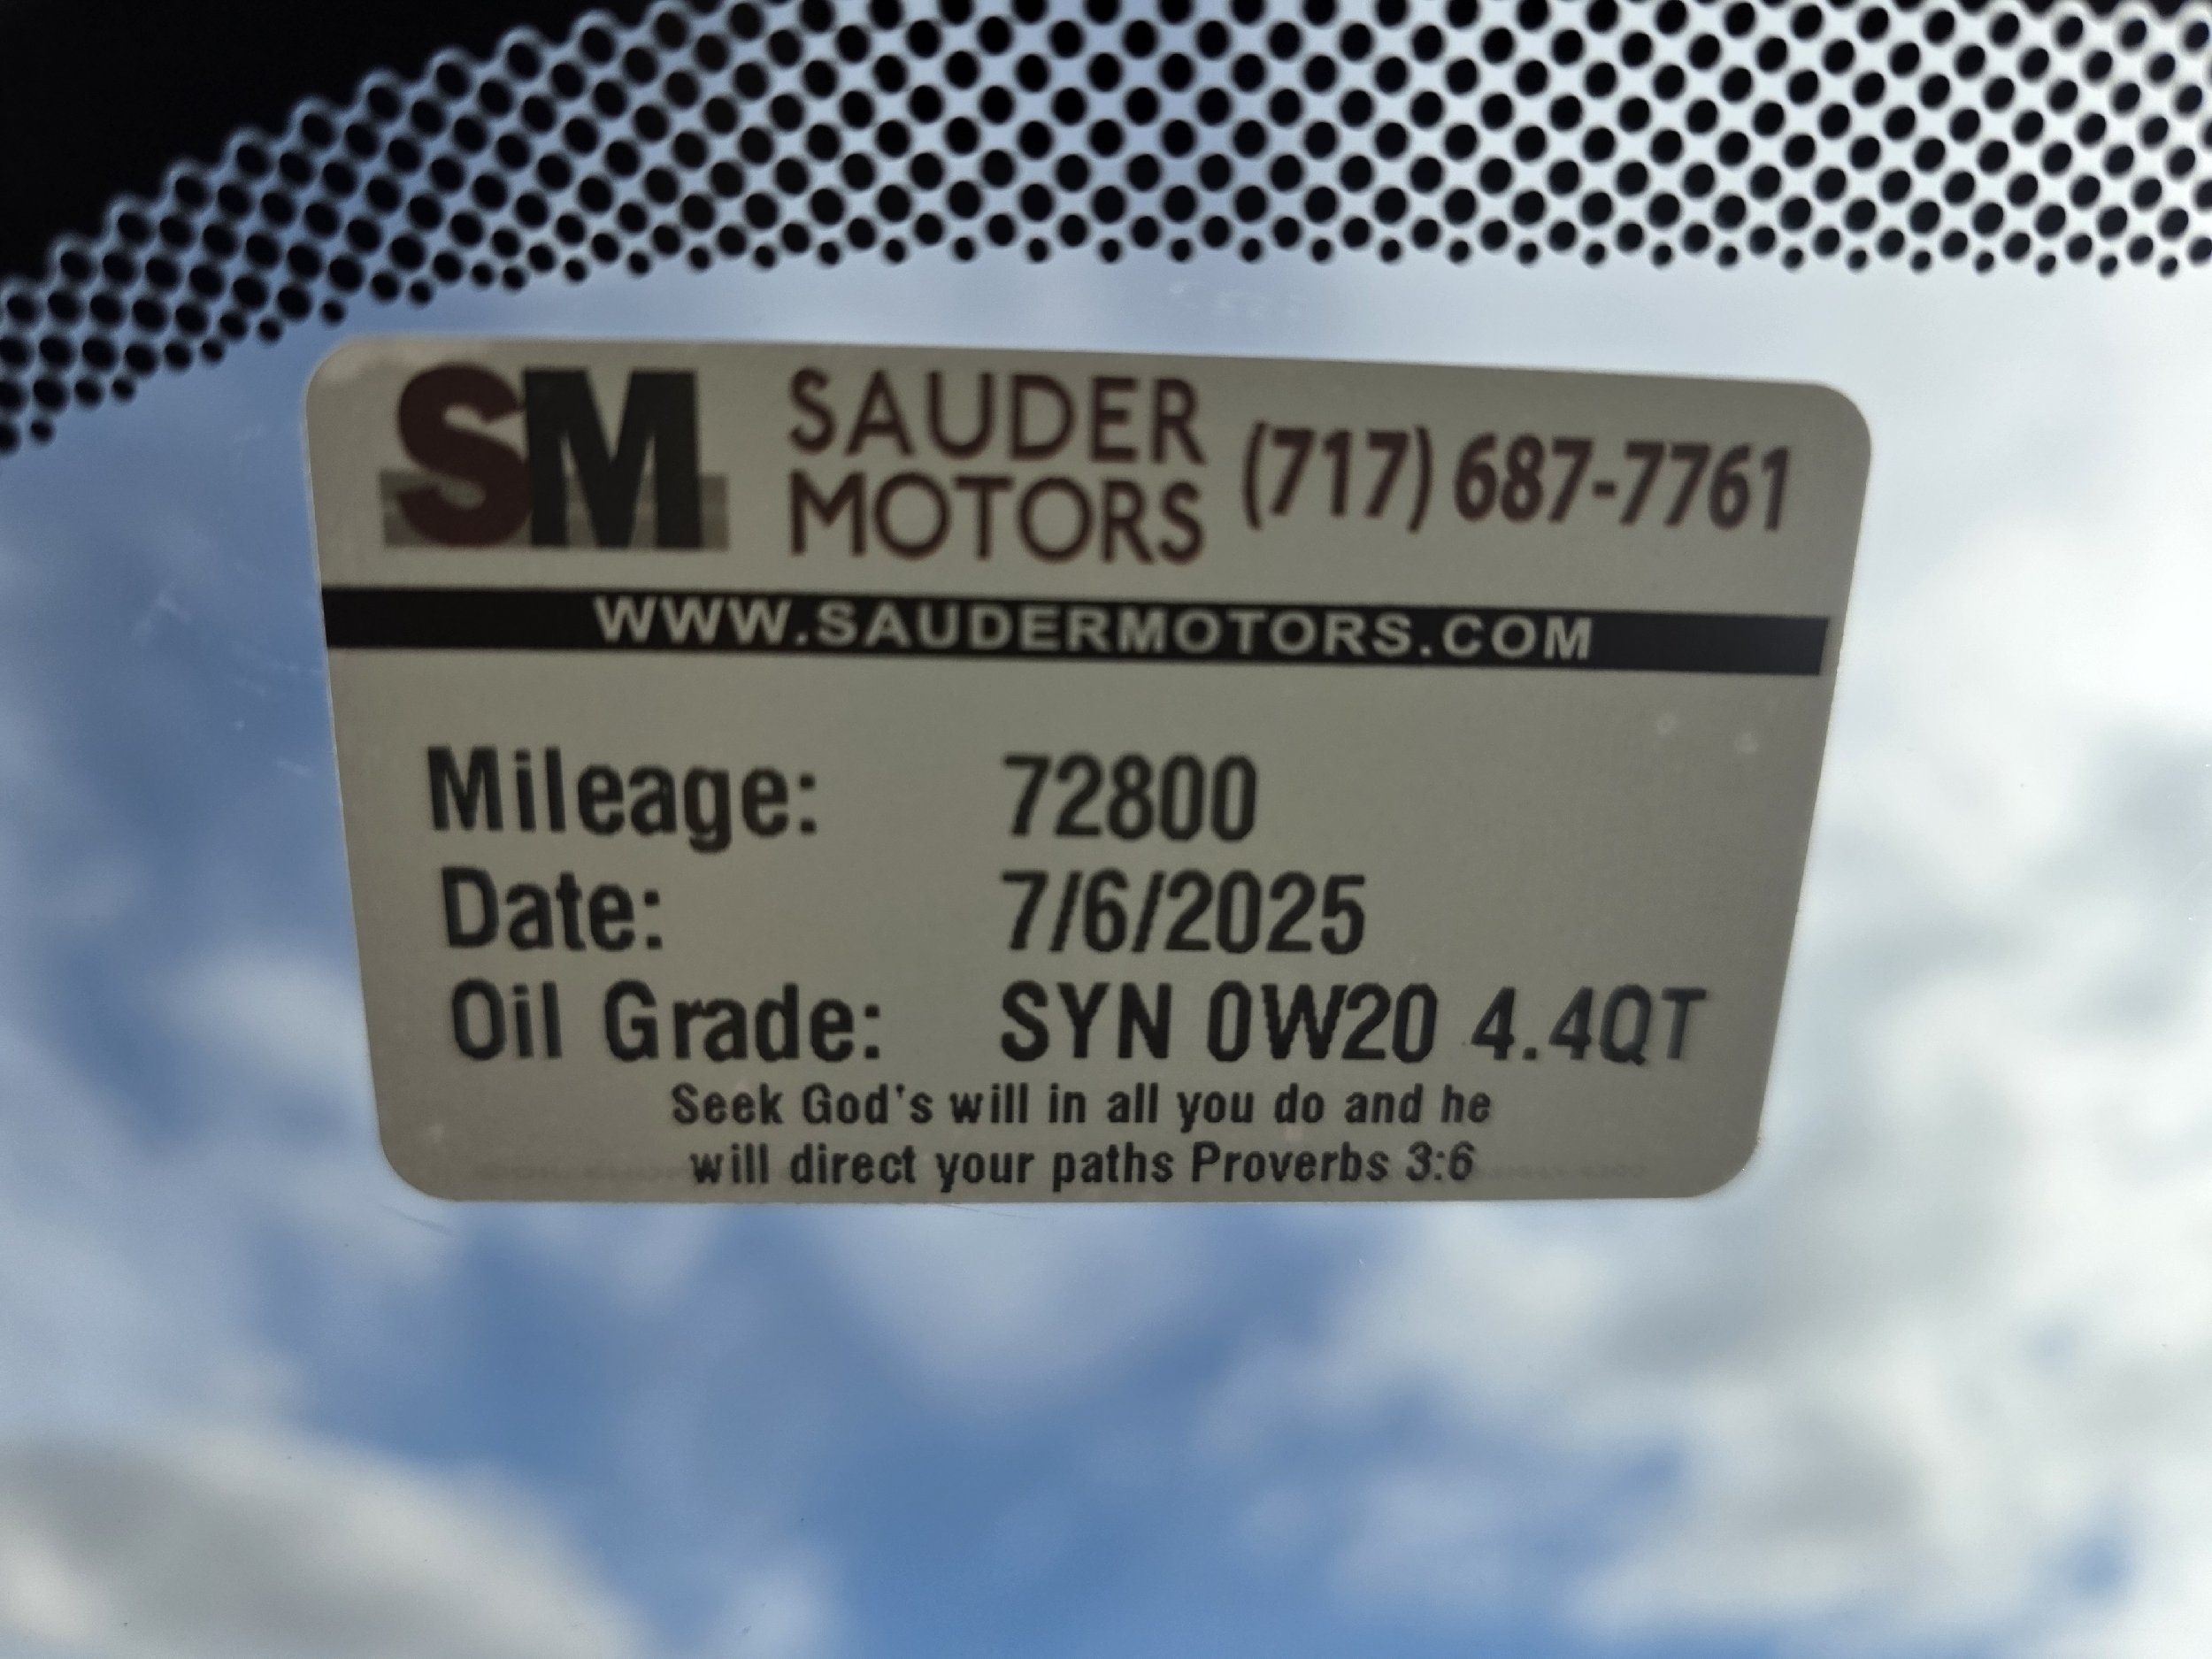 SM SAUDER MOTORS (717) 687-7761
WWW.SAUDERMOTORS.COM
Mileage: 72800
Date: 7/6/2025
Oil Grade: SYN 0W20 4.4QT
Seek God's will in all you do and he
will direct your paths Proverbs 3:6